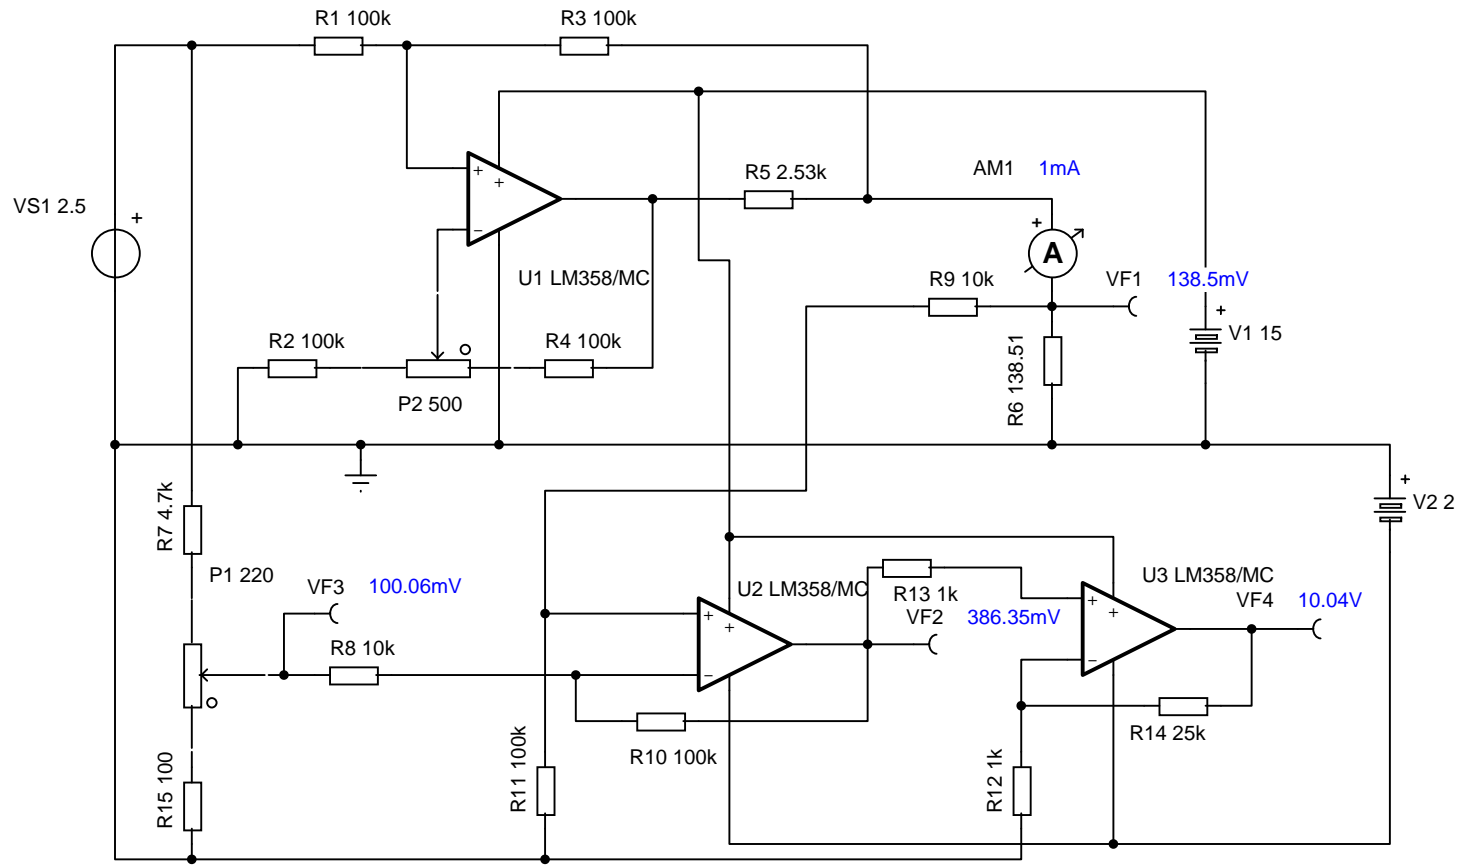 R1 100k
R3 100k
AM1 1mA
R5 2.53k
VS1 2.5
+
+
+
−
+
A
U1 LM358/MC
R9 10k
VF1 138.5mV
+
V1 15
R2 100k
R4 100k
R6 138.51
P2 500
+
V2 2
R7 4.7k
P1 220
VF3 100.06mV
U2 LM358/MC
R13 1k
U3 LM358/MC
VF2 386.35mV
VF4 10.04V
+
+
−
+
+
−
R8 10k
R10 100k
R14 25k
R15 100
R11 100k
R12 1k